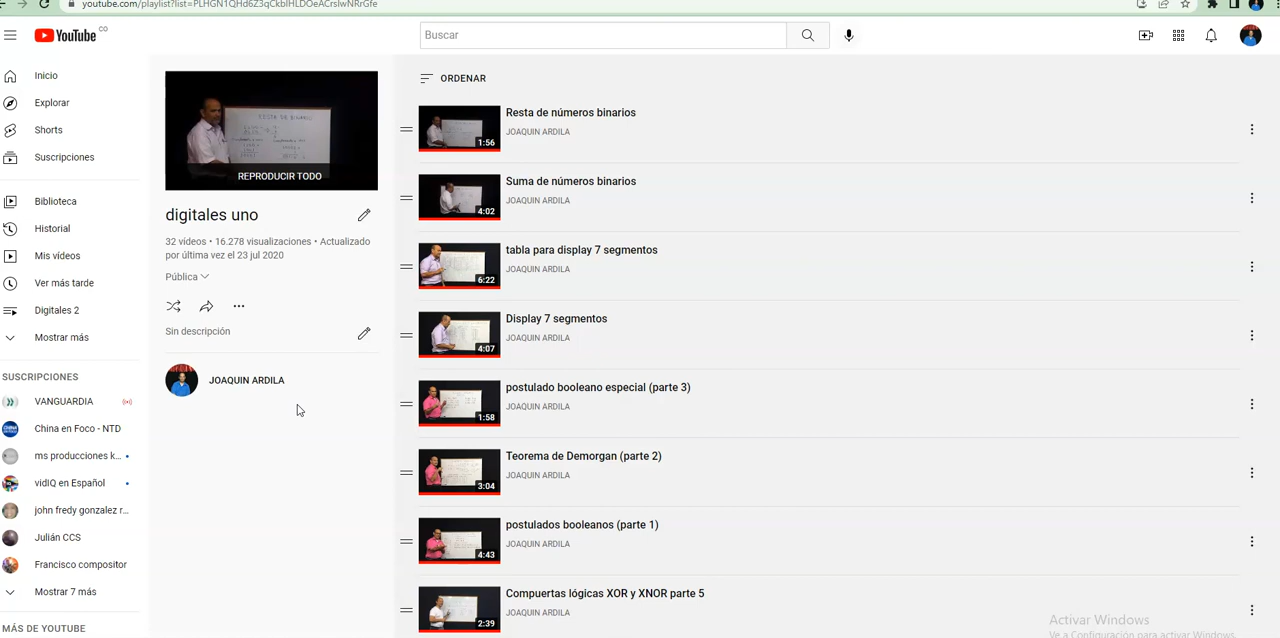 youtube.com/playlist?list=PLHGN1QHd6Z3qCkblHLDOeACrslwNRrGfe
YouTube CO
Buscar
Inicio
Explorar
Shorts
Suscripciones
Biblioteca
Historial
Mis vídeos
Ver más tarde
Digitales 2
Mostrar más
SUSCRIPCIONES
VANGUARDIA
China en Foco - NTD
ms producciones k...
vidIQ en Español
john fredy gonzalez r...
Julián CCS
Francisco compositor
Mostrar 7 más
MÁS DE YOUTUBE
RESTA DE BINARIOS
REPRODUCIR TODO
digitales uno
32 vídeos • 16.278 visualizaciones • Actualizado
por última vez el 23 jul 2020
Pública
Sin descripción
JOAQUIN ARDILA
ORDENAR
Resta de números binarios
JOAQUIN ARDILA
1:56
Suma de números binarios
JOAQUIN ARDILA
4:02
tabla para display 7 segmentos
JOAQUIN ARDILA
6:22
Display 7 segmentos
JOAQUIN ARDILA
4:07
postulado booleano especial (parte 3)
JOAQUIN ARDILA
1:58
Teorema de Demorgan (parte 2)
JOAQUIN ARDILA
3:04
postulados booleanos (parte 1)
JOAQUIN ARDILA
4:43
Compuertas lógicas XOR y XNOR parte 5
JOAQUIN ARDILA
2:39
Activar Windows
Ve a Configuración para activar Windows.